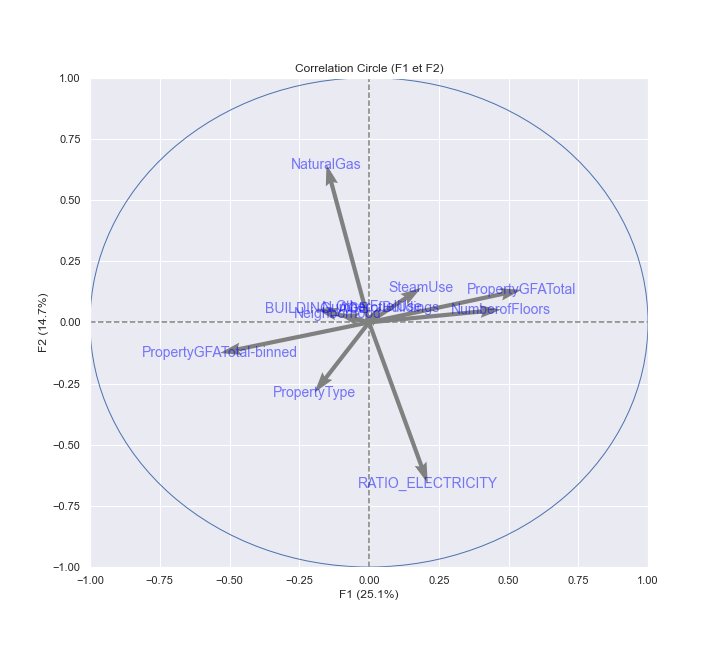 Correlation Circle (F1 et F2)
1.00
0.75
0.50
0.25
0.00
−0.25
−0.50
−0.75
−1.00
F2 (14.7%)
NaturalGas
SteamUse
PropertyGFATotal
NumberofFloors
PropertyGFATotal-binned
PropertyType
RATIO_ELECTRICITY
−1.00 −0.75 −0.50 −0.25 0.00 0.25 0.50 0.75 1.00
F1 (25.1%)